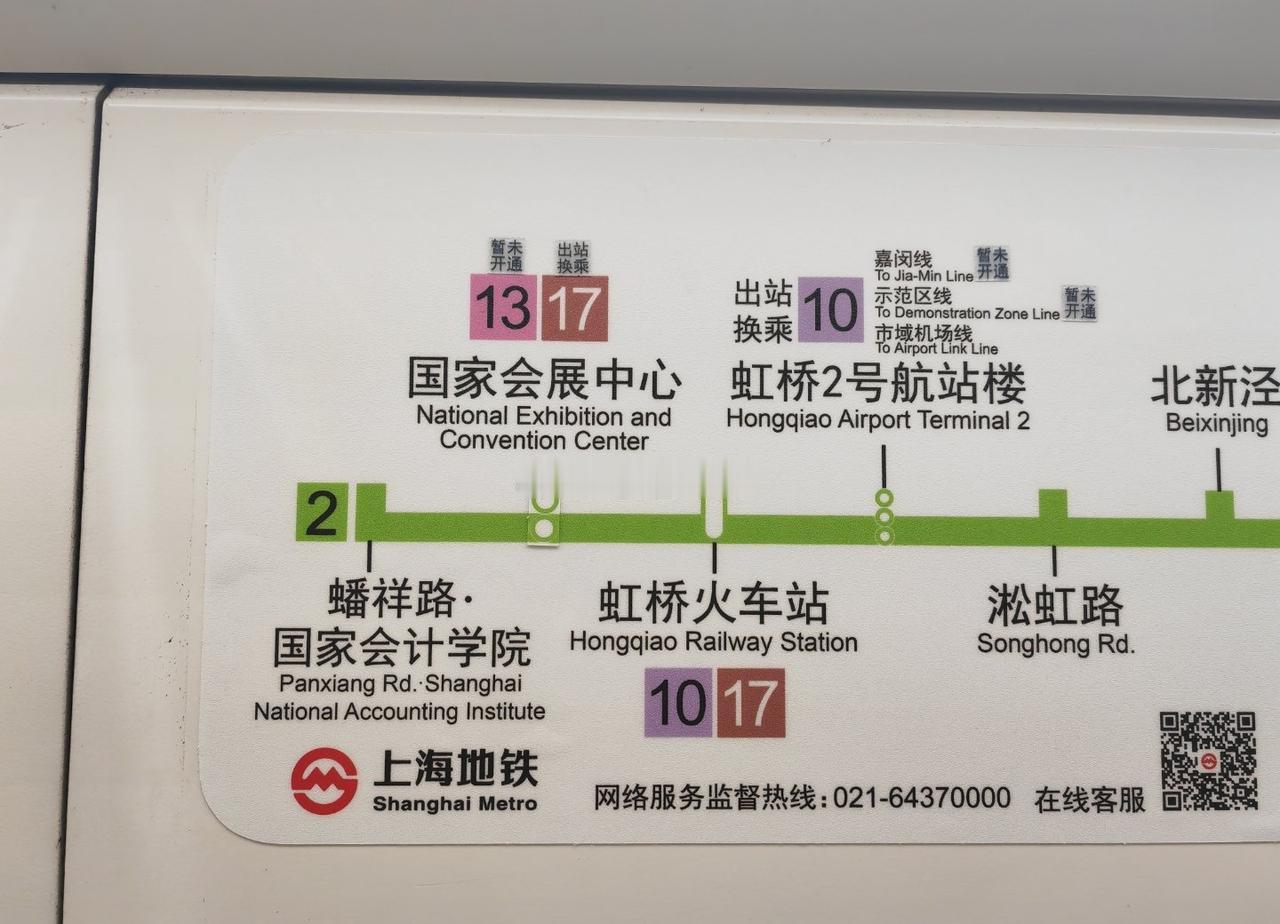 暂未
开通
出站
换乘
13 17
国家会展中心
National Exhibition and
Convention Center
出站
换乘
10
嘉闵线
To Jia-Min Line
暂未
开通
示范区线
To Demonstration Zone Line
暂未
开通
市域机场线
To Airport Link Line
虹桥2号航站楼
Hongqiao Airport Terminal 2
北新泾
Beixinjing
2
蟠祥路·
国家会计学院
Panxiang Rd.·Shanghai
National Accounting Institute
虹桥火车站
Hongqiao Railway Station
10 17
淞虹路
Songhong Rd.
上海地铁
Shanghai Metro
网络服务监督热线:021-64370000
在线客服